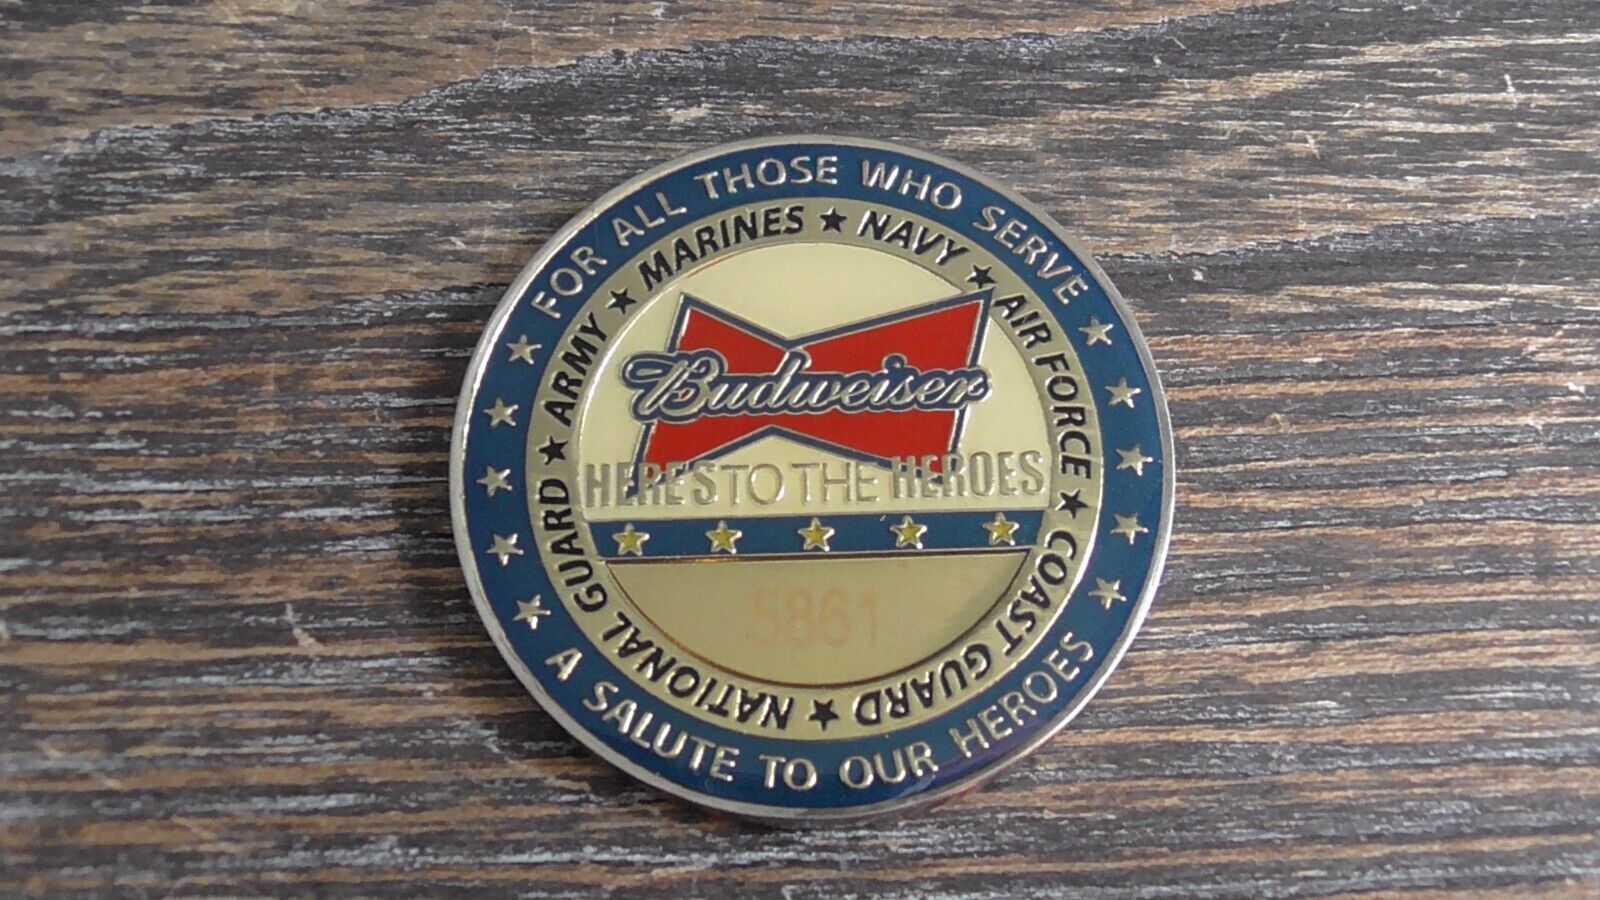 FOR ALL THOSE WHO SERVE
ARMY ★ MARINES ★ NAVY ★ AIR FORCE ★ COAST GUARD ★ NATIONAL GUARD ★
Budweiser
HERE'S TO THE HEROES
5861
A SALUTE TO OUR HEROES